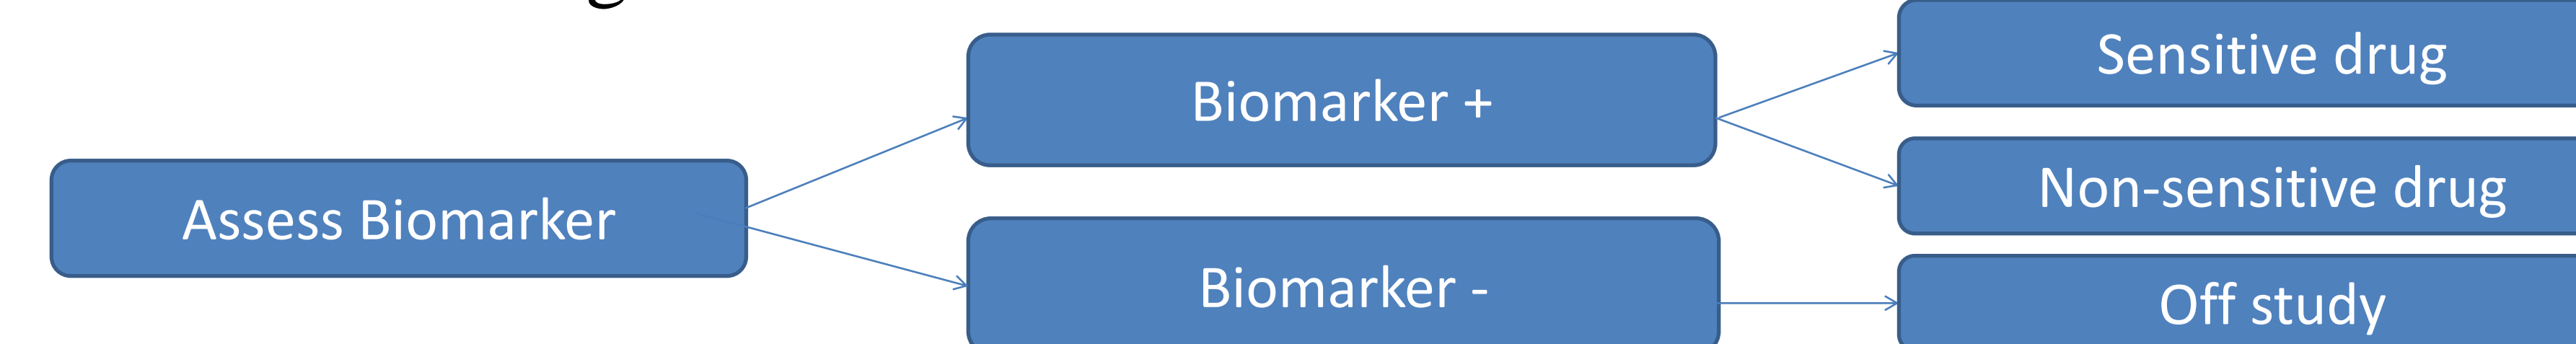 Assess Biomarker
Biomarker +
Biomarker -
Sensitive drug
Non-sensitive drug
Off study